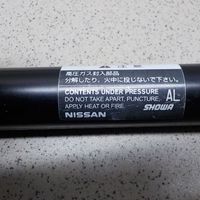 高圧ガス封入部品
分解したり,火中に投じないで下さい。
CONTENTS UNDER PRESSURE
DO NOT TAKE APART, PUNCTURE,
APPLY HEAT OR FIRE.
AL
NISSAN
SHOWA